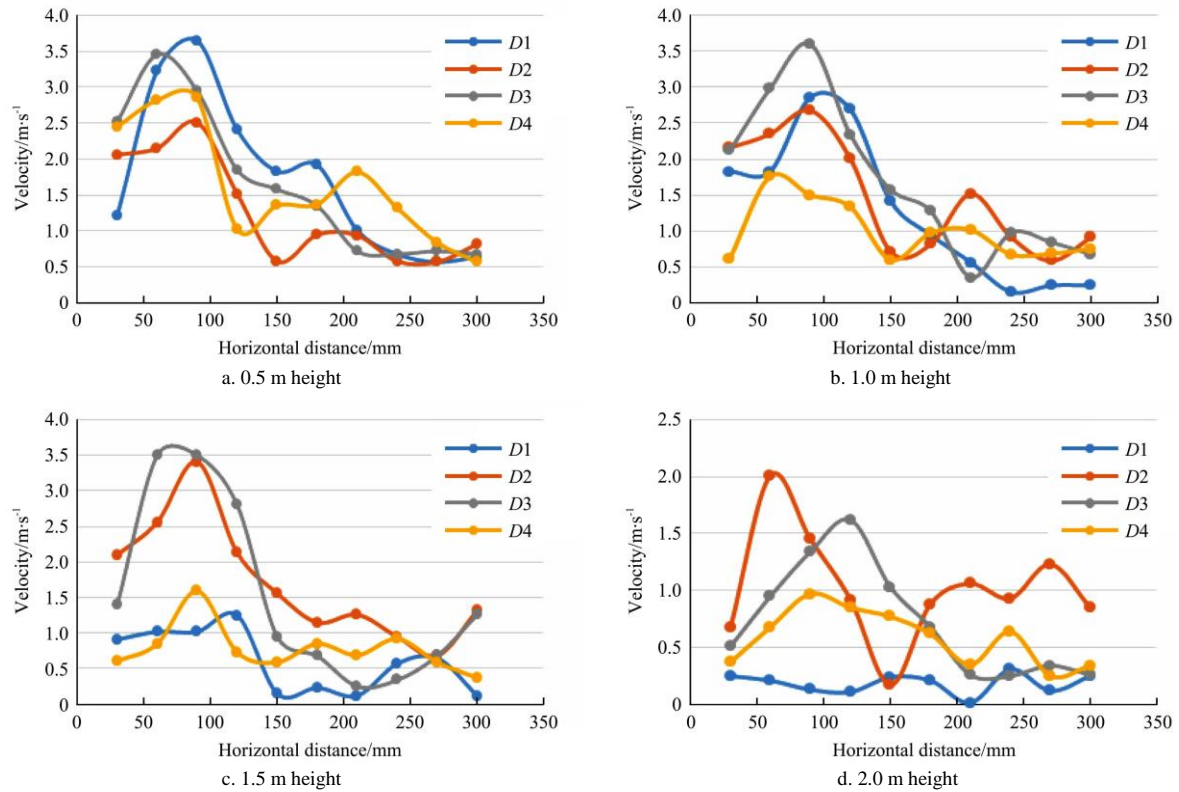 4.0
3.5
3.0
2.5
2.0
1.5
1.0
0.5
0
Velocity/m·s⁻¹
D1
D2
D3
D4
0 50 100 150 200 250 300 350
Horizontal distance/mm
a. 0.5 m height
4.0
3.5
3.0
2.5
2.0
1.5
1.0
0.5
0
Velocity/m·s⁻¹
D1
D2
D3
D4
0 50 100 150 200 250 300 350
Horizontal distance/mm
b. 1.0 m height
4.0
3.5
3.0
2.5
2.0
1.5
1.0
0.5
0
Velocity/m·s⁻¹
D1
D2
D3
D4
0 50 100 150 200 250 300 350
Horizontal distance/mm
c. 1.5 m height
2.5
2.0
1.5
1.0
0.5
0
Velocity/m·s⁻¹
D1
D2
D3
D4
0 50 100 150 200 250 300 350
Horizontal distance/mm
d. 2.0 m height